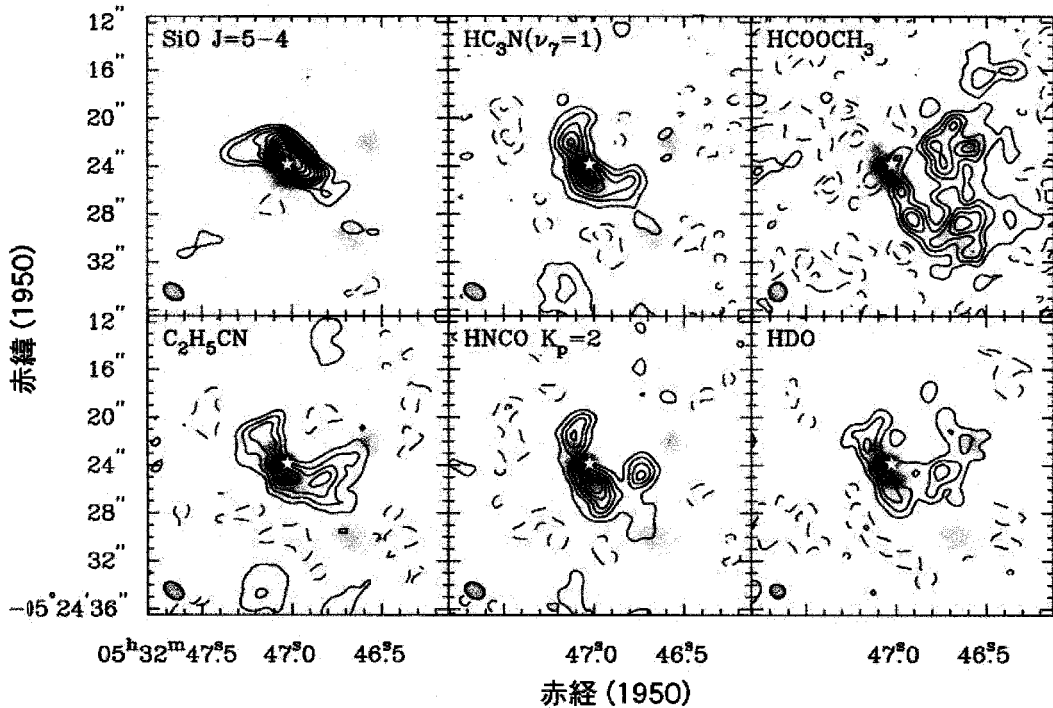 SiO J=5−4
HC₃N(ν₇=1)
HCOOCH₃
C₂H₅CN
HNCO Kₚ=2
HDO
12"
16"
20"
24"
28"
32"
12"
16"
20"
24"
28"
32"
−05°24'36"
赤緯 (1950)
05ʰ32ᵐ47ˢ.5 47ˢ.0 46ˢ.5
47ˢ.0 46ˢ.5
47ˢ.0 46ˢ.5
赤経 (1950)